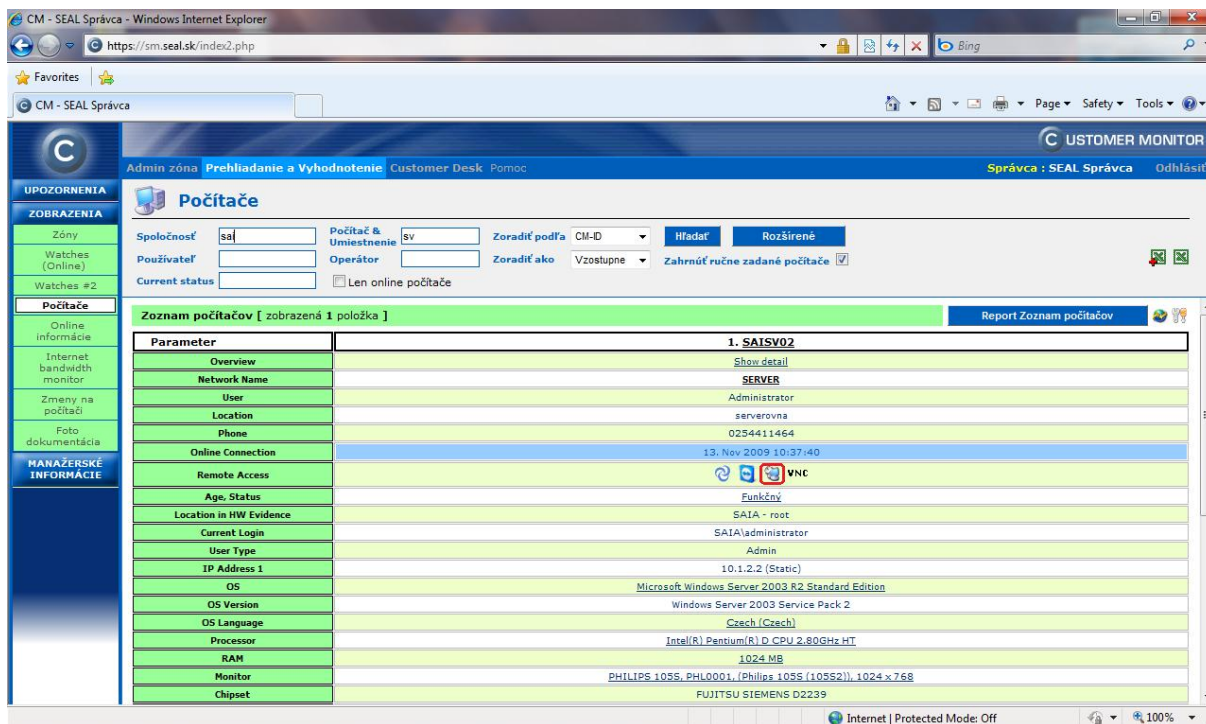 CM - SEAL Správca - Windows Internet Explorer
https://sm.seal.sk/index2.php
Bing
Favorites
CM - SEAL Správca
Page Safety Tools
C
C USTOMER MONITOR
Admin zóna Prehliadanie a Vyhodnotenie Customer Desk Pomoc
Správca : SEAL Správca Odhlásiť
UPOZORNENIA
ZOBRAZENIA
Zóny
Watches
(Online)
Watches #2
Počítače
Online
informácie
Internet
bandwidth
monitor
Zmeny na
počítači
Foto
dokumentácia
MANAŽERSKÉ
INFORMÁCIE
Počítače
Spoločnosť sai Počítač & Umiestnenie sv Zoradiť podľa CM-ID Hľadať Rozšírené
Používateľ Operátor Zoradiť ako Vzostupne Zahrnúť ručne zadané počítače
Current status Len online počítače
Zoznam počítačov [ zobrazená 1 položka ] Report Zoznam počítačov
Parameter 1. SAISV02
Overview Show detail
Network Name SERVER
User Administrator
Location serverovna
Phone 0254411464
Online Connection 13. Nov 2009 10:37:40
Remote Access VNC
Age, Status Funkčný
Location in HW Evidence SAIA - root
Current Login SAIA\administrator
User Type Admin
IP Address 1 10.1.2.2 (Static)
OS Microsoft Windows Server 2003 R2 Standard Edition
OS Version Windows Server 2003 Service Pack 2
OS Language Czech (Czech)
Processor Intel(R) Pentium(R) D CPU 2.80GHz HT
RAM 1024 MB
Monitor PHILIPS 105S, PHL0001, (Philips 105S (105S2)), 1024 x 768
Chipset FUJITSU SIEMENS D2239
Internet | Protected Mode: Off 100%